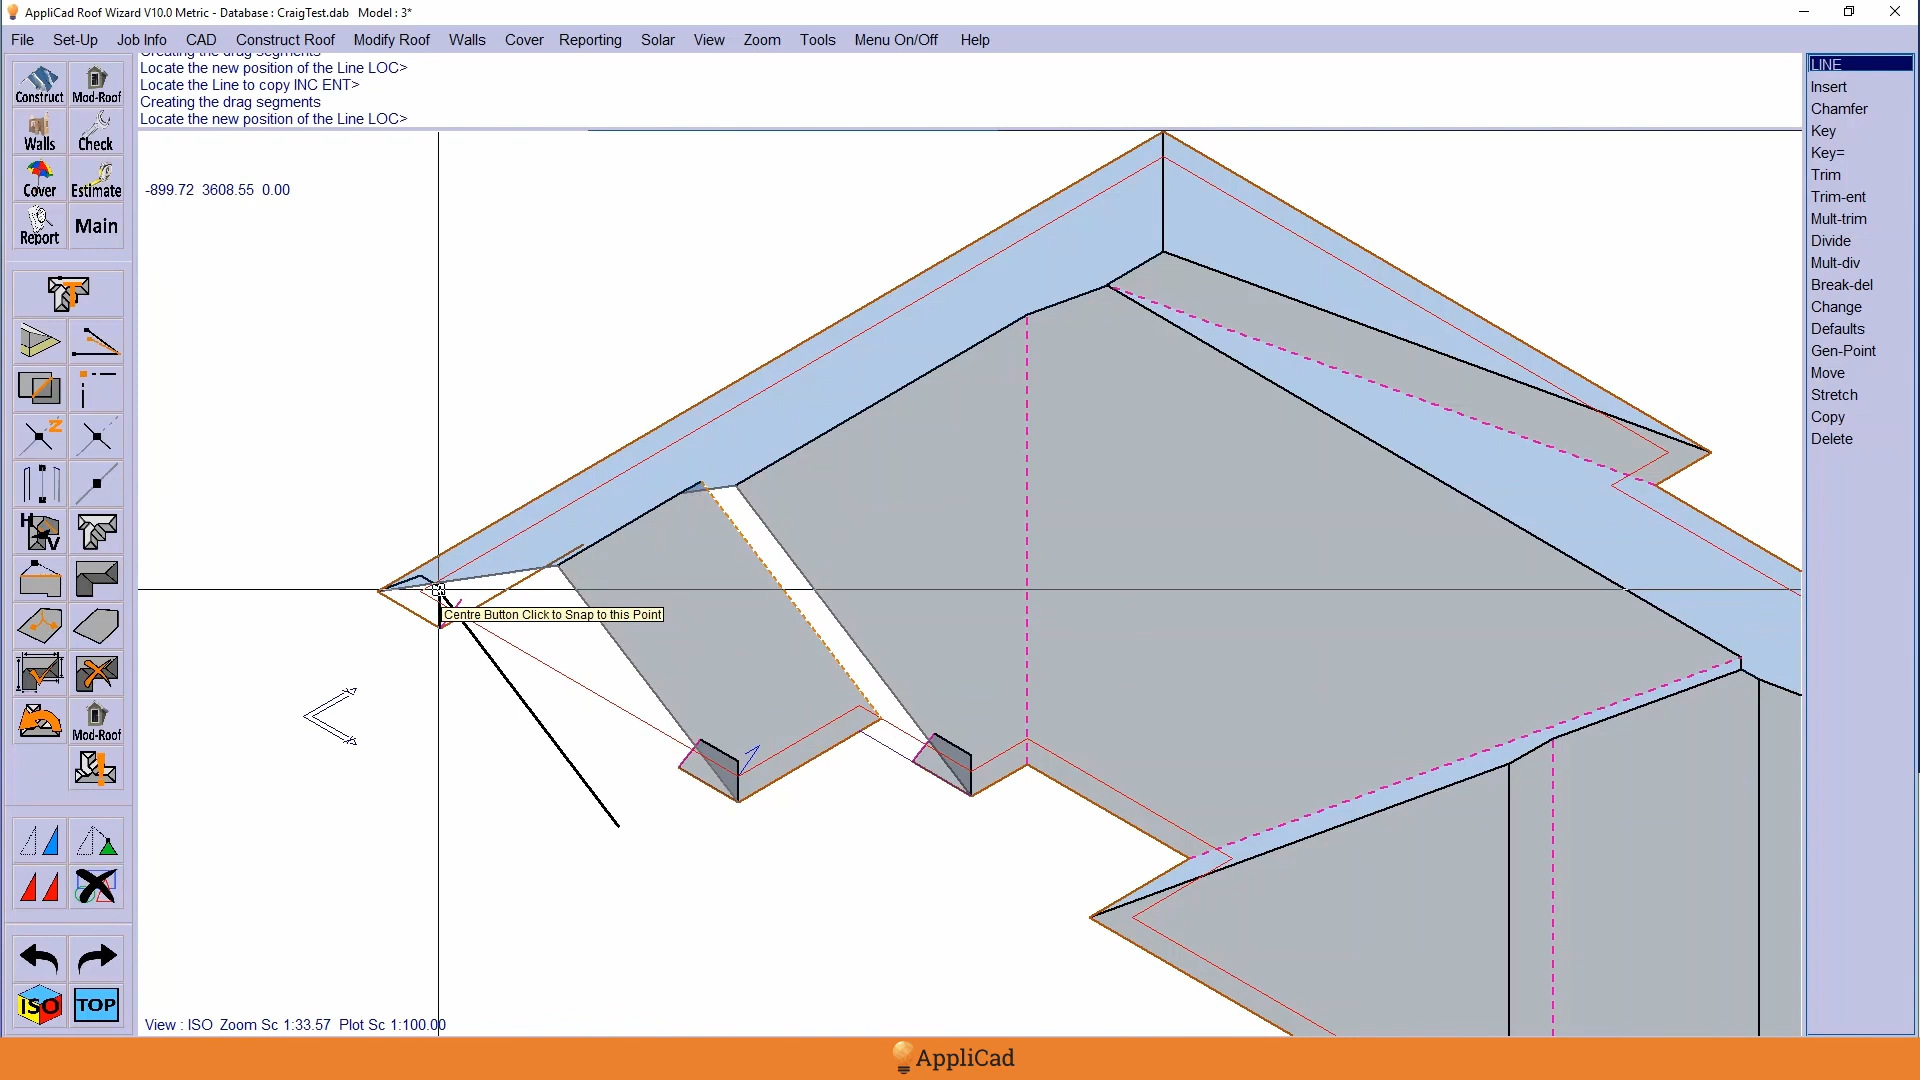 AppliCad Roof Wizard V10.0 Metric - Database : CraigTest.dab   Model : 3*
File Set-Up Job Info CAD Construct Roof Modify Roof Walls Cover Reporting Solar View Zoom Tools Menu On/Off Help
Creating the drag segments
Locate the new position of the Line LOC>
Locate the Line to copy INC ENT>
Creating the drag segments
Locate the new position of the Line LOC>
-899.72  3608.55  0.00
Construct Mod-Roof
Walls Check
Cover Estimate
Report Main
Z
H
V
Mod-Roof
ISO TOP
Centre Button Click to Snap to this Point
View : ISO  Zoom Sc 1:33.57  Plot Sc 1:100.00
LINE
Insert
Chamfer
Key
Key=
Trim
Trim-ent
Mult-trim
Divide
Mult-div
Break-del
Change
Defaults
Gen-Point
Move
Stretch
Copy
Delete
AppliCad